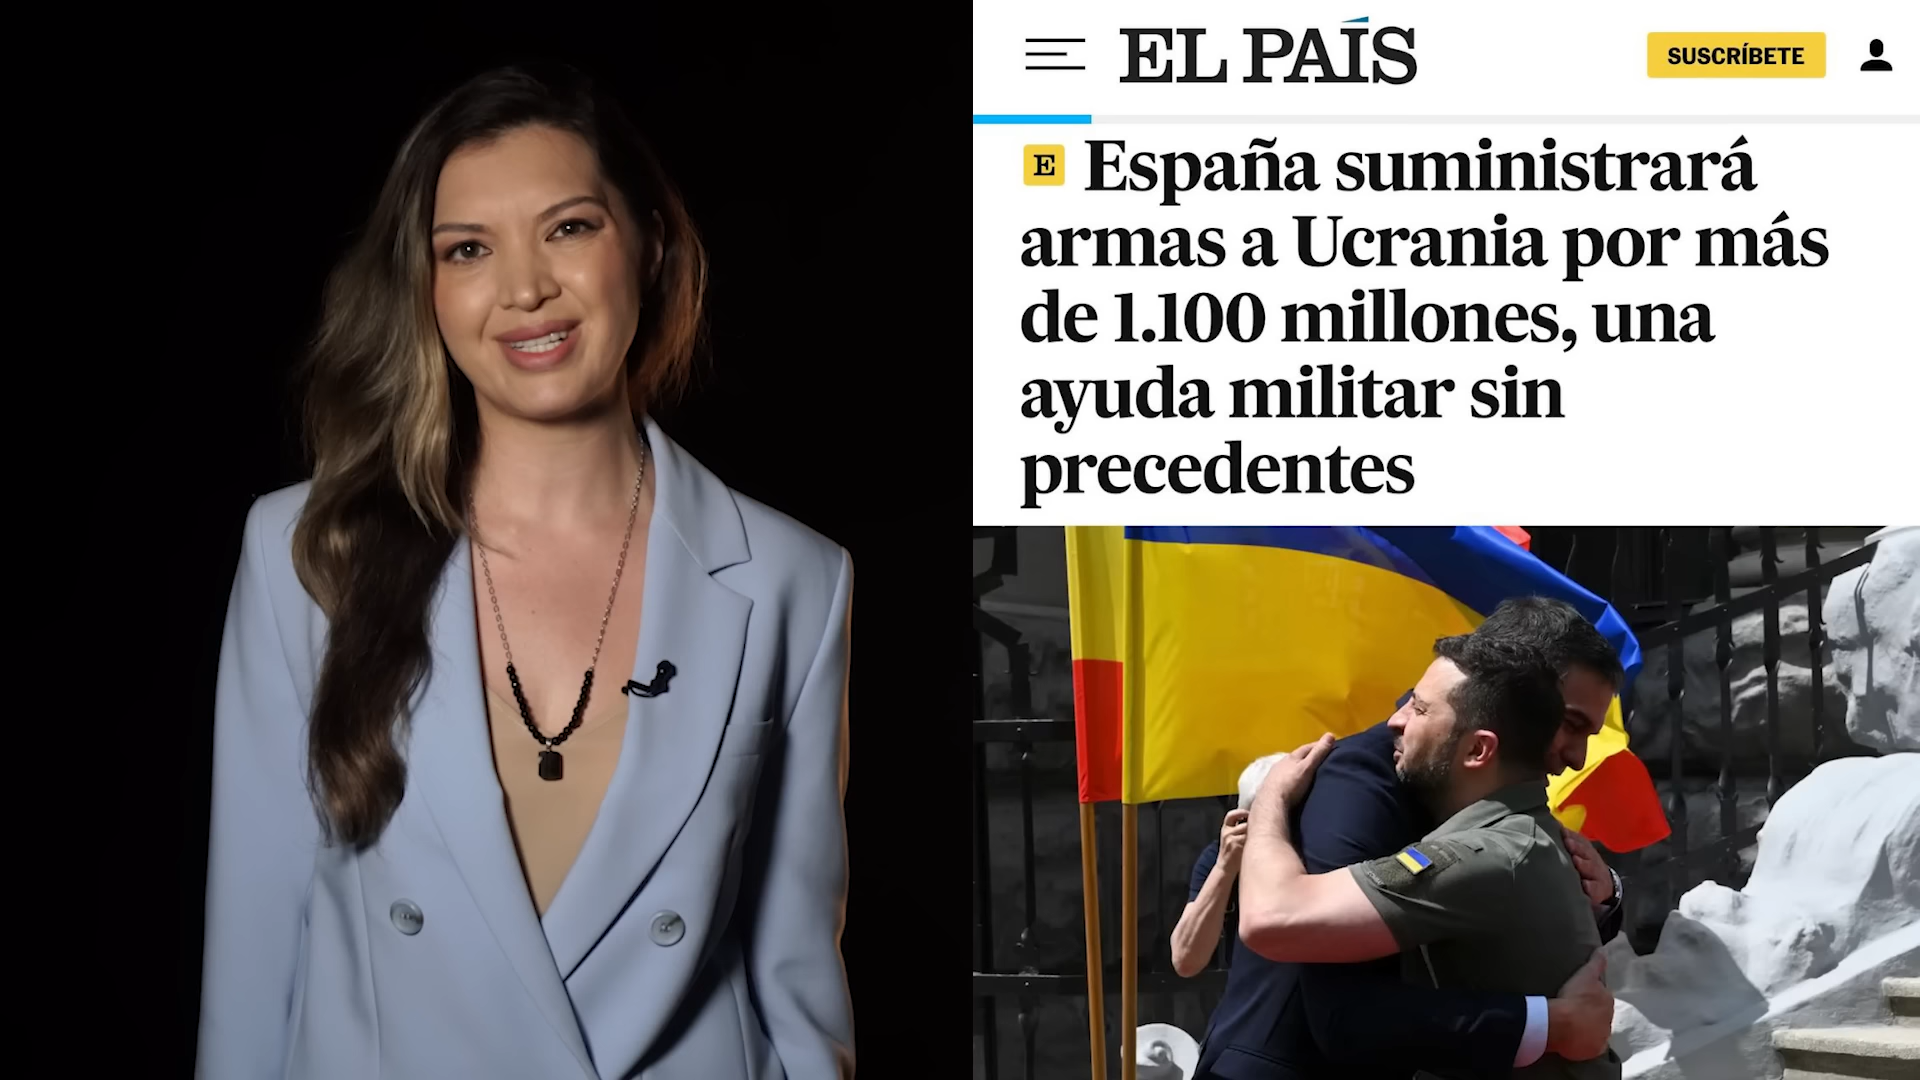 EL PAÍS
SUSCRÍBETE
E España suministrará
armas a Ucrania por más
de 1.100 millones, una
ayuda militar sin
precedentes